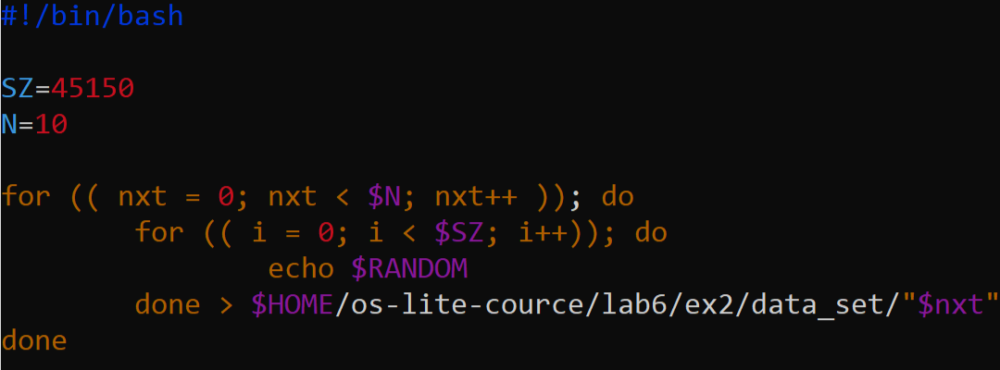 #!/bin/bash
SZ=45150
N=10
for (( nxt = 0; nxt < $N; nxt++ )); do
for (( i = 0; i < $SZ; i++)); do
echo $RANDOM
done > $HOME/os-lite-cource/lab6/ex2/data_set/"$nxt"
done